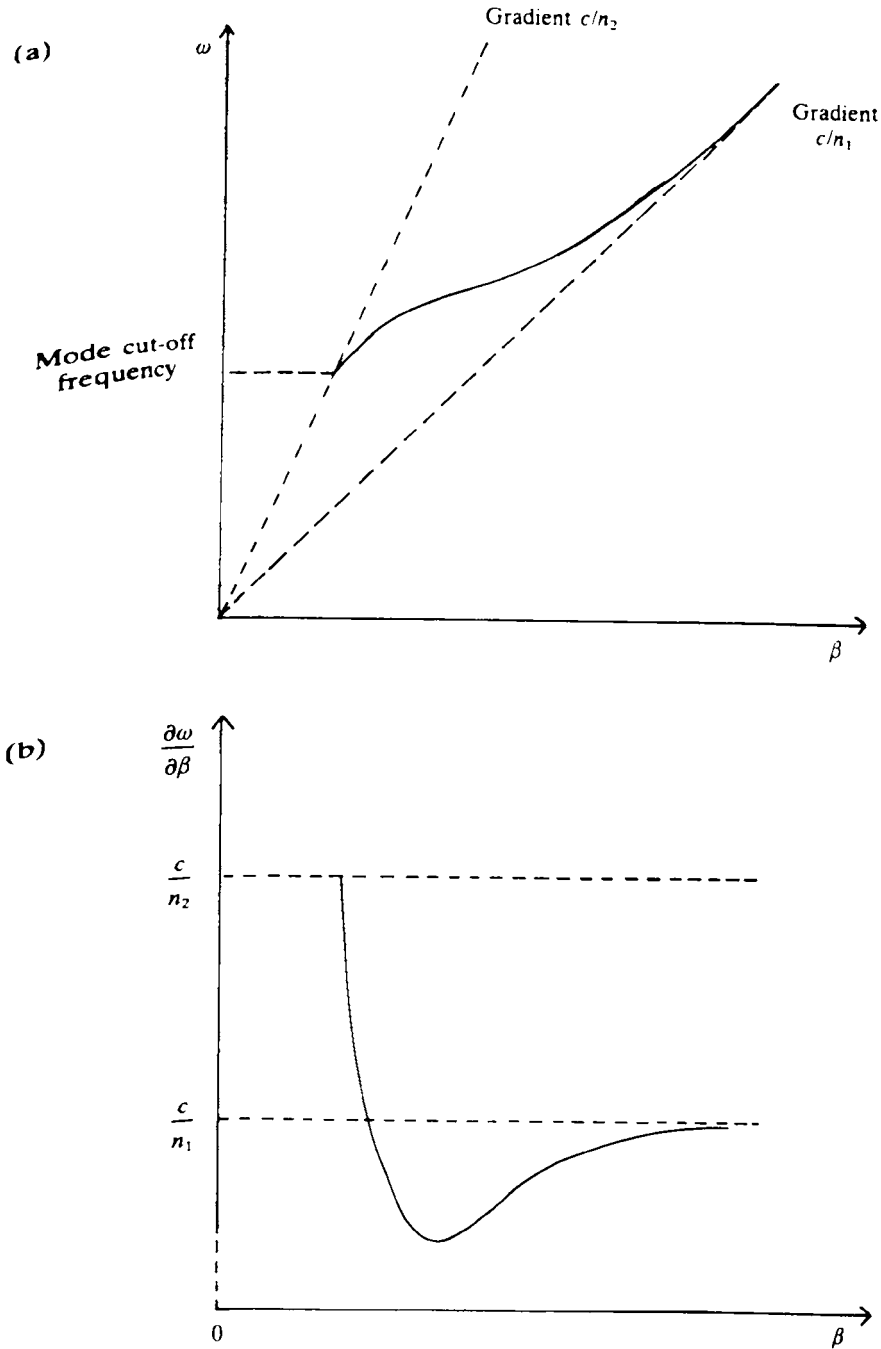 (a)
ω
Gradient c/n₂
Gradient
c/n₁
Mode cut-off
frequency
β
(b)
∂ω
∂β
c
n₂
c
n₁
0
β